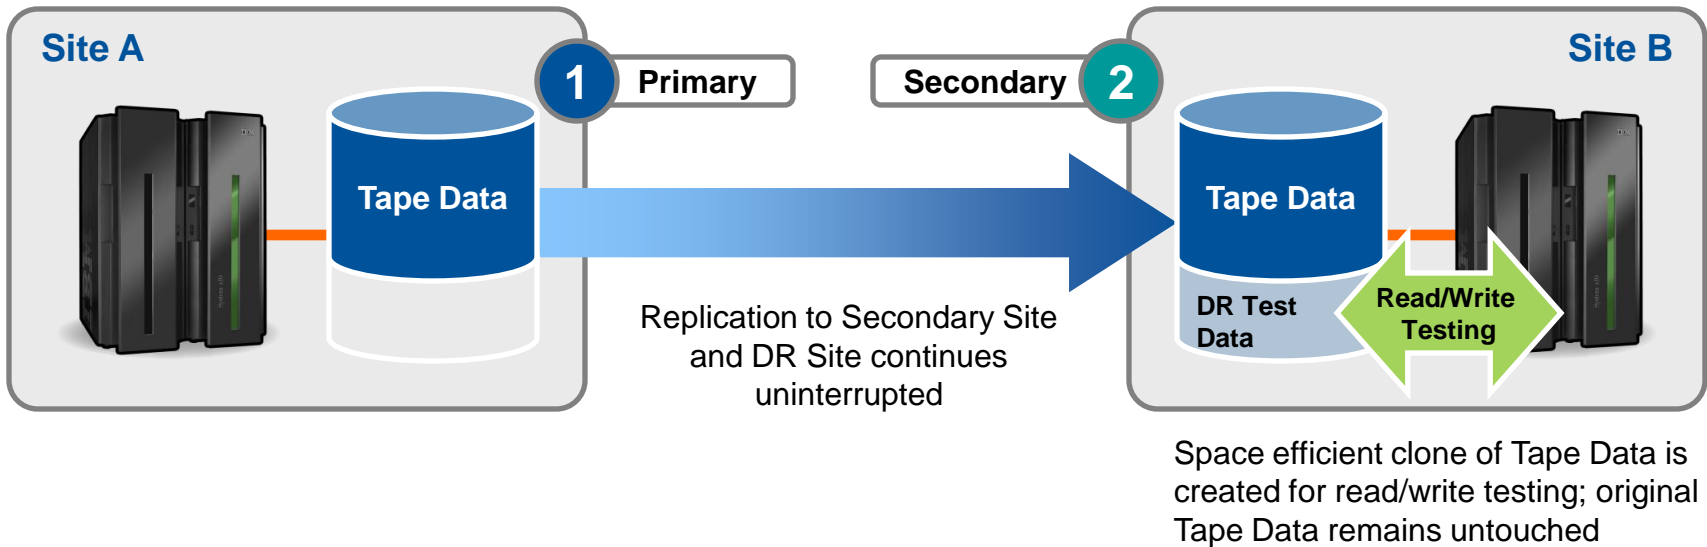 Site A
1
Primary
Secondary
2
Site B
Tape Data
Tape Data
DR Test
Data
Read/Write
Testing
Replication to Secondary Site
and DR Site continues
uninterrupted
Space efficient clone of Tape Data is
created for read/write testing; original
Tape Data remains untouched